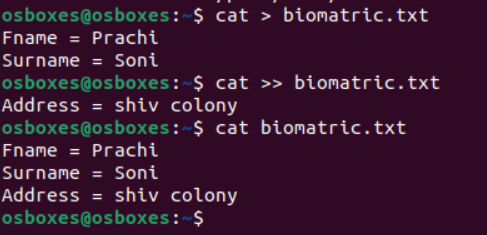 osboxes@osboxes:~$ cat > biomatric.txt
Fname = Prachi
Surname = Soni
osboxes@osboxes:~$ cat >> biomatric.txt
Address = shiv colony
osboxes@osboxes:~$ cat biomatric.txt
Fname = Prachi
Surname = Soni
Address = shiv colony
osboxes@osboxes:~$